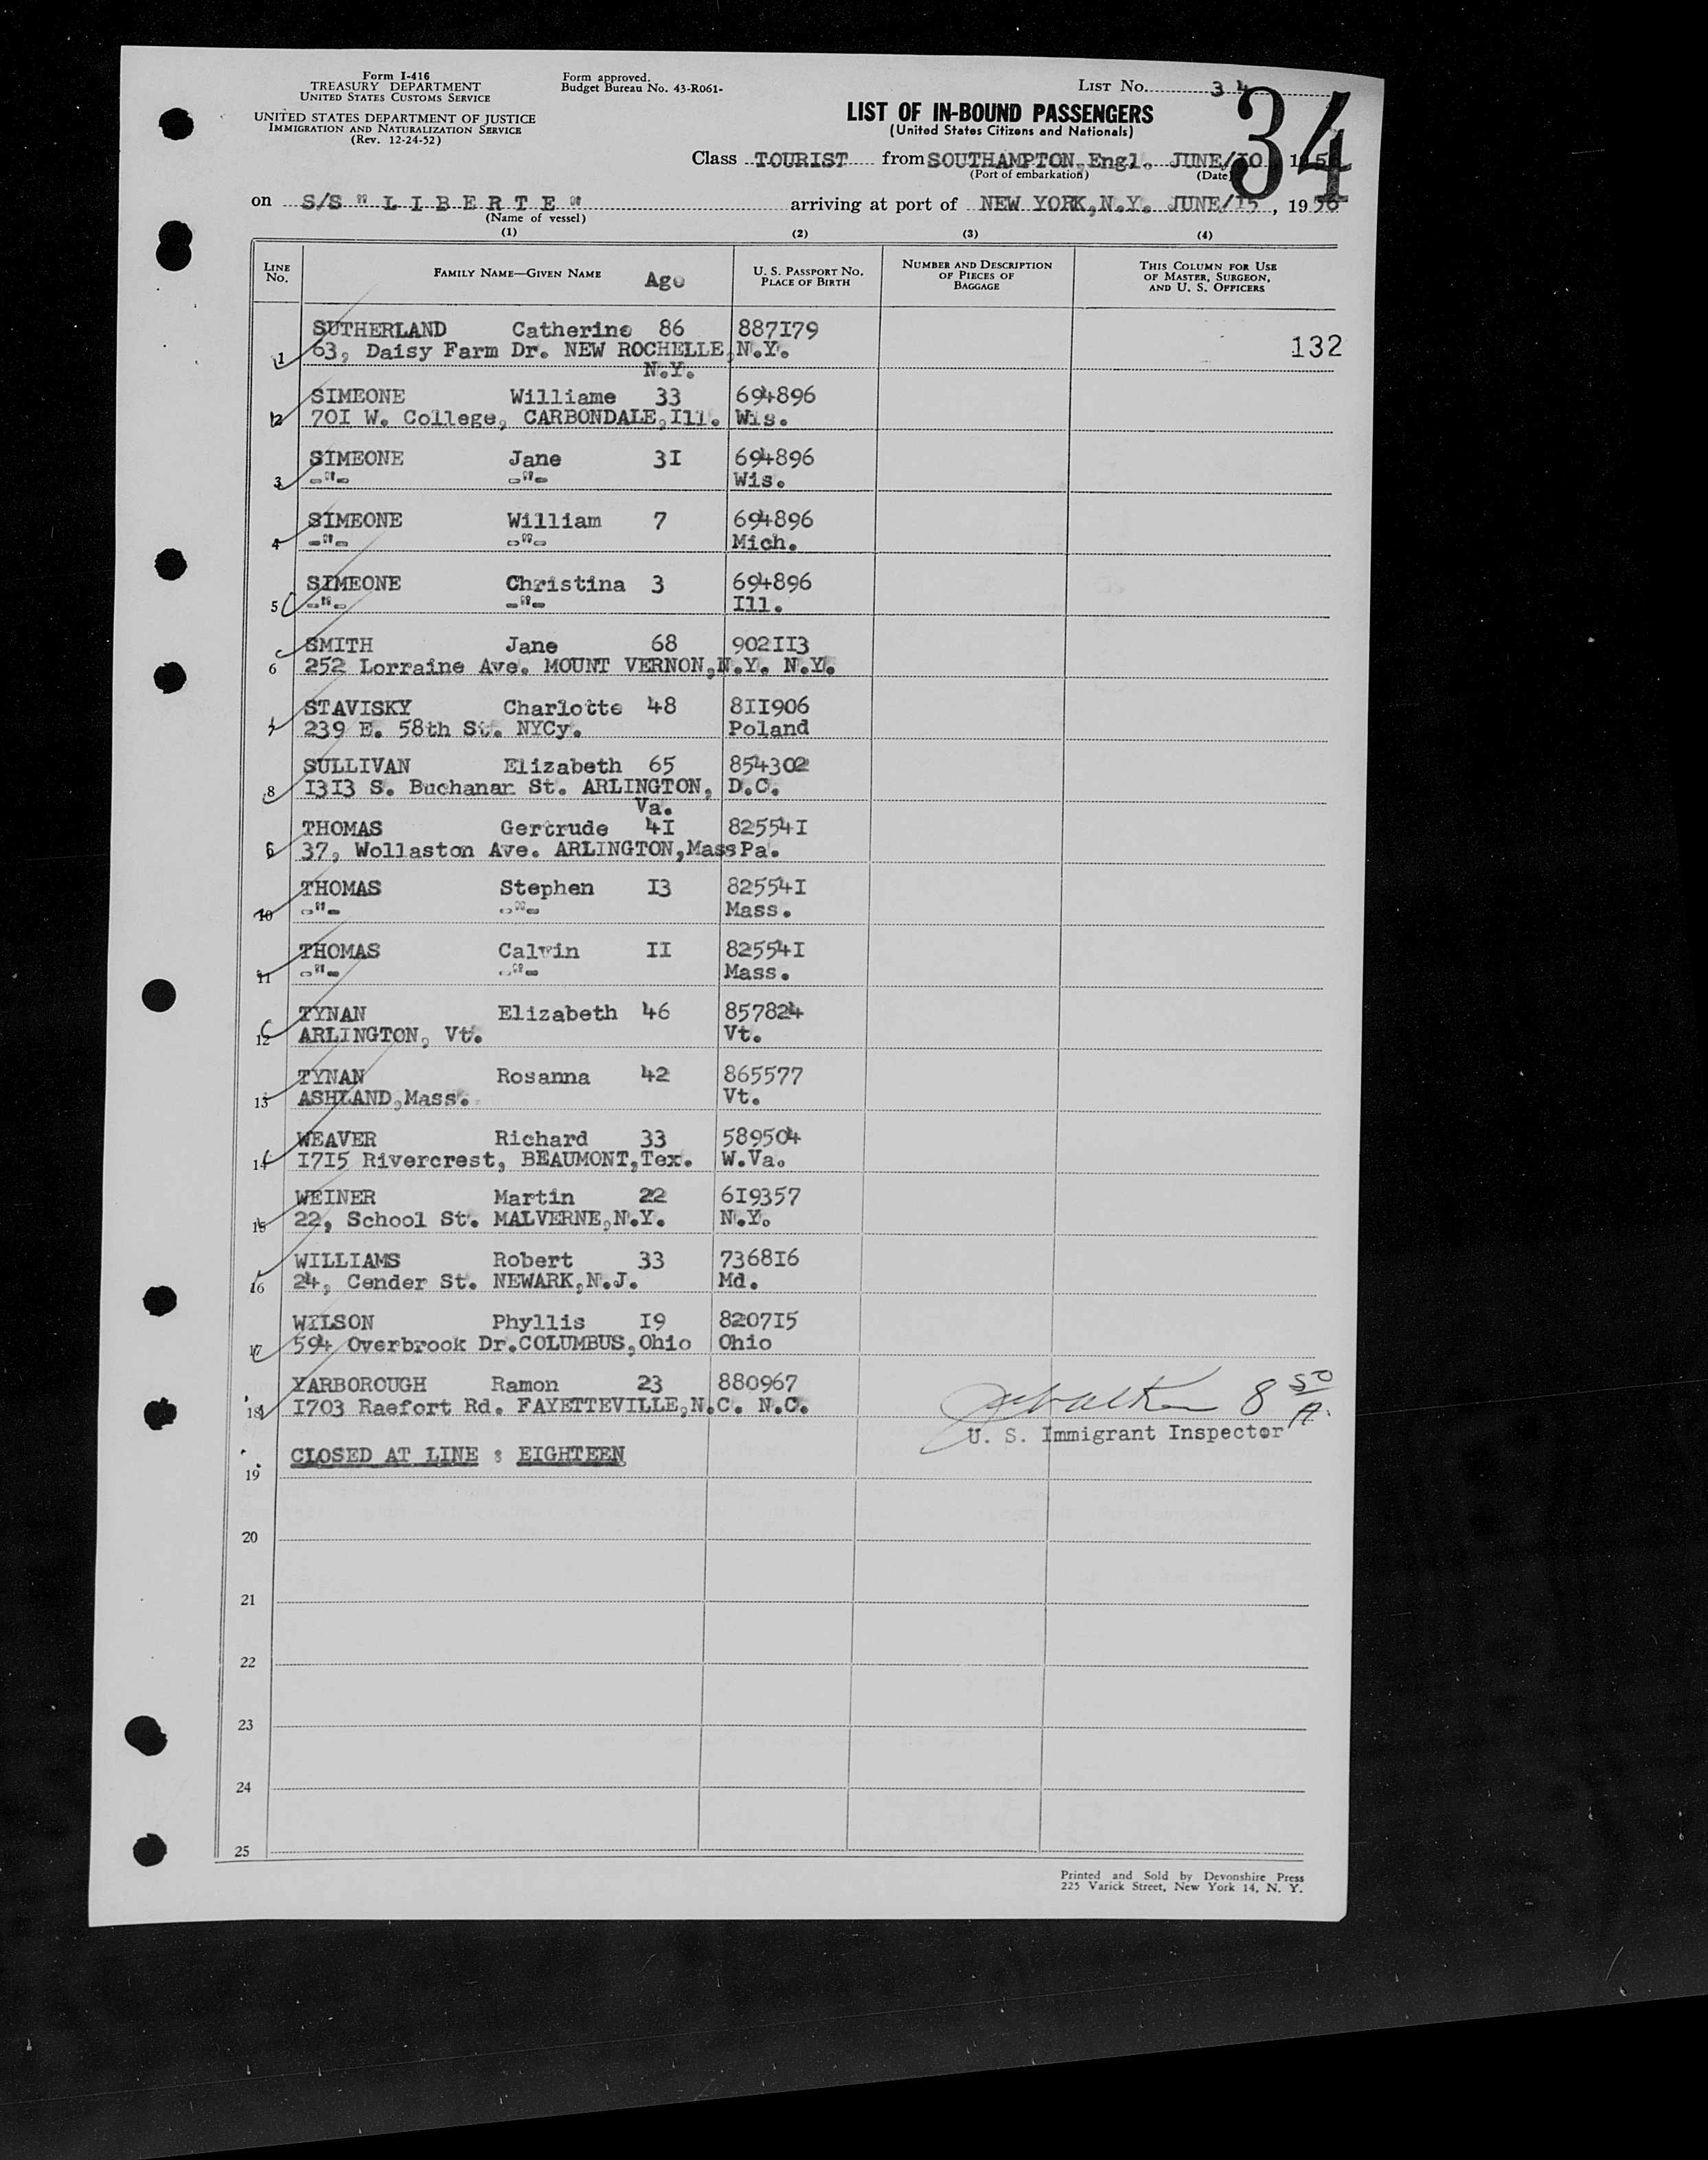 Form I-416
TREASURY DEPARTMENT
UNITED STATES CUSTOMS SERVICE
UNITED STATES DEPARTMENT OF JUSTICE
IMMIGRATION AND NATURALIZATION SERVICE
(Rev. 12-24-52)
Form approved.
Budget Bureau No. 43-R061-
LIST No. 34
34
LIST OF IN-BOUND PASSENGERS
(United States Citizens and Nationals)
Class TOURIST from SOUTHAMPTON, Engl. JUNE/10, 195
(Port of embarkation) (Date)
on S/S "LIBERTE" arriving at port of NEW YORK,N.Y. JUNE/15, 1956
(Name of vessel)
(1) (2) (3) (4)
LINE No. FAMILY NAME—GIVEN NAME Age U. S. PASSPORT NO. PLACE OF BIRTH NUMBER AND DESCRIPTION OF PIECES OF BAGGAGE THIS COLUMN FOR USE OF MASTER, SURGEON, AND U. S. OFFICERS
SUTHERLAND Catherine 86 887179
1 63, Daisy Farm Dr. NEW ROCHELLE, N.Y. 132
N.Y.
SIMEONE Williame 33 694896
2 701 W. College, CARBONDALE,Ill. Wis.
SIMEONE Jane 31 694896
3 -"- -"- Wis.
SIMEONE William 7 694896
4 -"- -"- Mich.
SIMEONE Christina 3 694896
5 -"- -"- Ill.
SMITH Jane 68 902113
6 252 Lorraine Ave. MOUNT VERNON,N.Y. N.Y.
STAVISKY Charlotte 48 811906
7 239 E. 58th St. NYCy. Poland
SULLIVAN Elizabeth 65 854302
8 1313 S. Buchanan St. ARLINGTON, D.C.
Va.
THOMAS Gertrude 41 825541
9 37, Wollaston Ave. ARLINGTON,Mass Pa.
THOMAS Stephen 13 825541
10 -"- -"- Mass.
THOMAS Calvin 11 825541
11 -"- -"- Mass.
TYNAN Elizabeth 46 857824
12 ARLINGTON, Vt. Vt.
TYNAN Rosanna 42 865577
13 ASHLAND,Mass. Vt.
WEAVER Richard 33 589504
14 1715 Rivercrest, BEAUMONT,Tex. W.Va.
WEINER Martin 22 619357
15 22, School St. MALVERNE,N.Y. N.Y.
WILLIAMS Robert 33 736816
16 24, Cender St. NEWARK,N.J. Md.
WILSON Phyllis 19 820715
17 594 Overbrook Dr.COLUMBUS,Ohio Ohio
YARBOROUGH Ramon 23 880967
18 1703 Raeford Rd. FAYETTEVILLE,N.C. N.C. 8 50 A.
U. S. Immigrant Inspector
19 CLOSED AT LINE : EIGHTEEN
20
21
22
23
24
25
Printed and Sold by Devonshire Press
225 Varick Street, New York 14, N. Y.